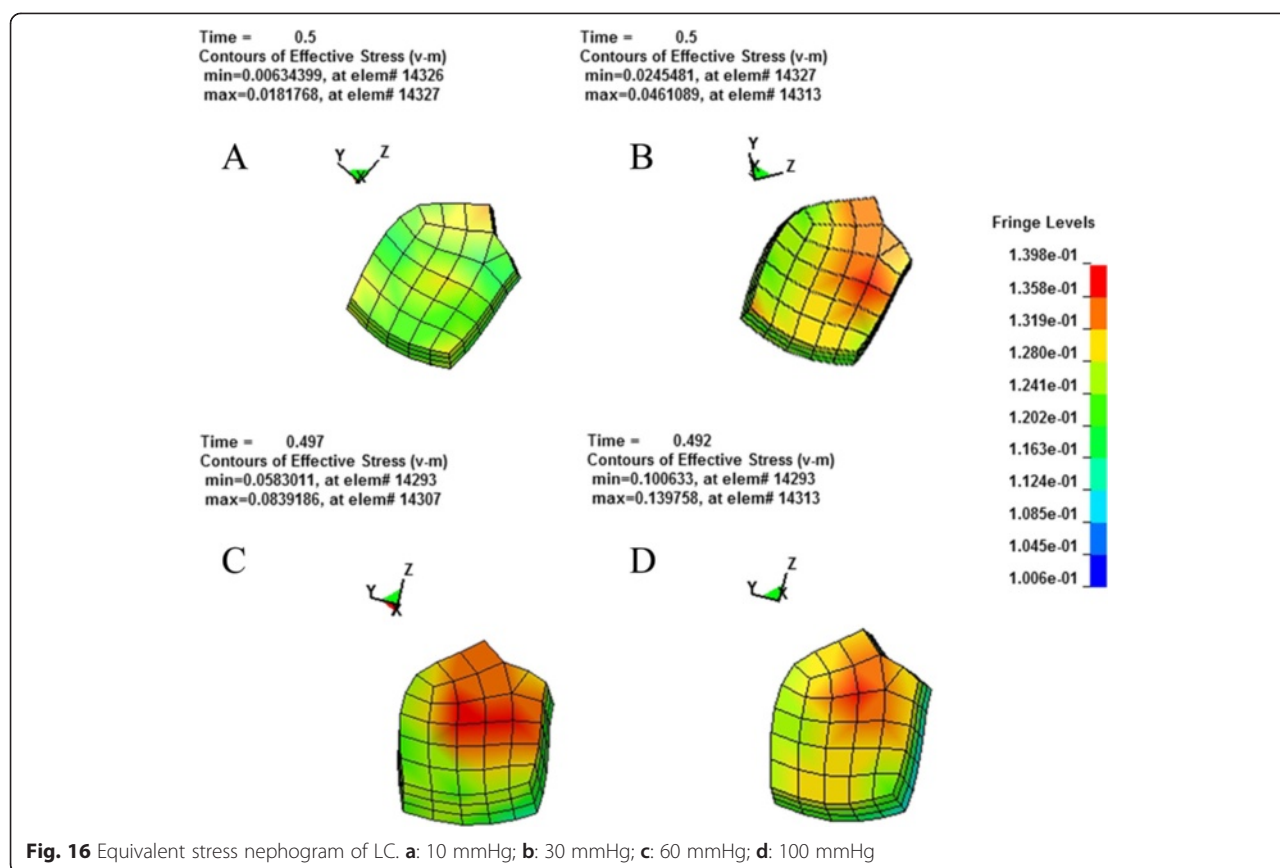 Time =      0.5
Contours of Effective Stress (v-m)
min=0.00634399, at elem# 14326
max=0.0181768, at elem# 14327
A
Y
Z
X
Time =      0.5
Contours of Effective Stress (v-m)
min=0.0245481, at elem# 14327
max=0.0461089, at elem# 14313
B
Y
X
Z
Fringe Levels
1.398e-01
1.358e-01
1.319e-01
1.280e-01
1.241e-01
1.202e-01
1.163e-01
1.124e-01
1.085e-01
1.045e-01
1.006e-01
Time =      0.497
Contours of Effective Stress (v-m)
min=0.0583011, at elem# 14293
max=0.0839186, at elem# 14307
C
Z
Y
X
Time =      0.492
Contours of Effective Stress (v-m)
min=0.100633, at elem# 14293
max=0.139758, at elem# 14313
D
Z
Y
X
Fig. 16 Equivalent stress nephogram of LC. a: 10 mmHg; b: 30 mmHg; c: 60 mmHg; d: 100 mmHg